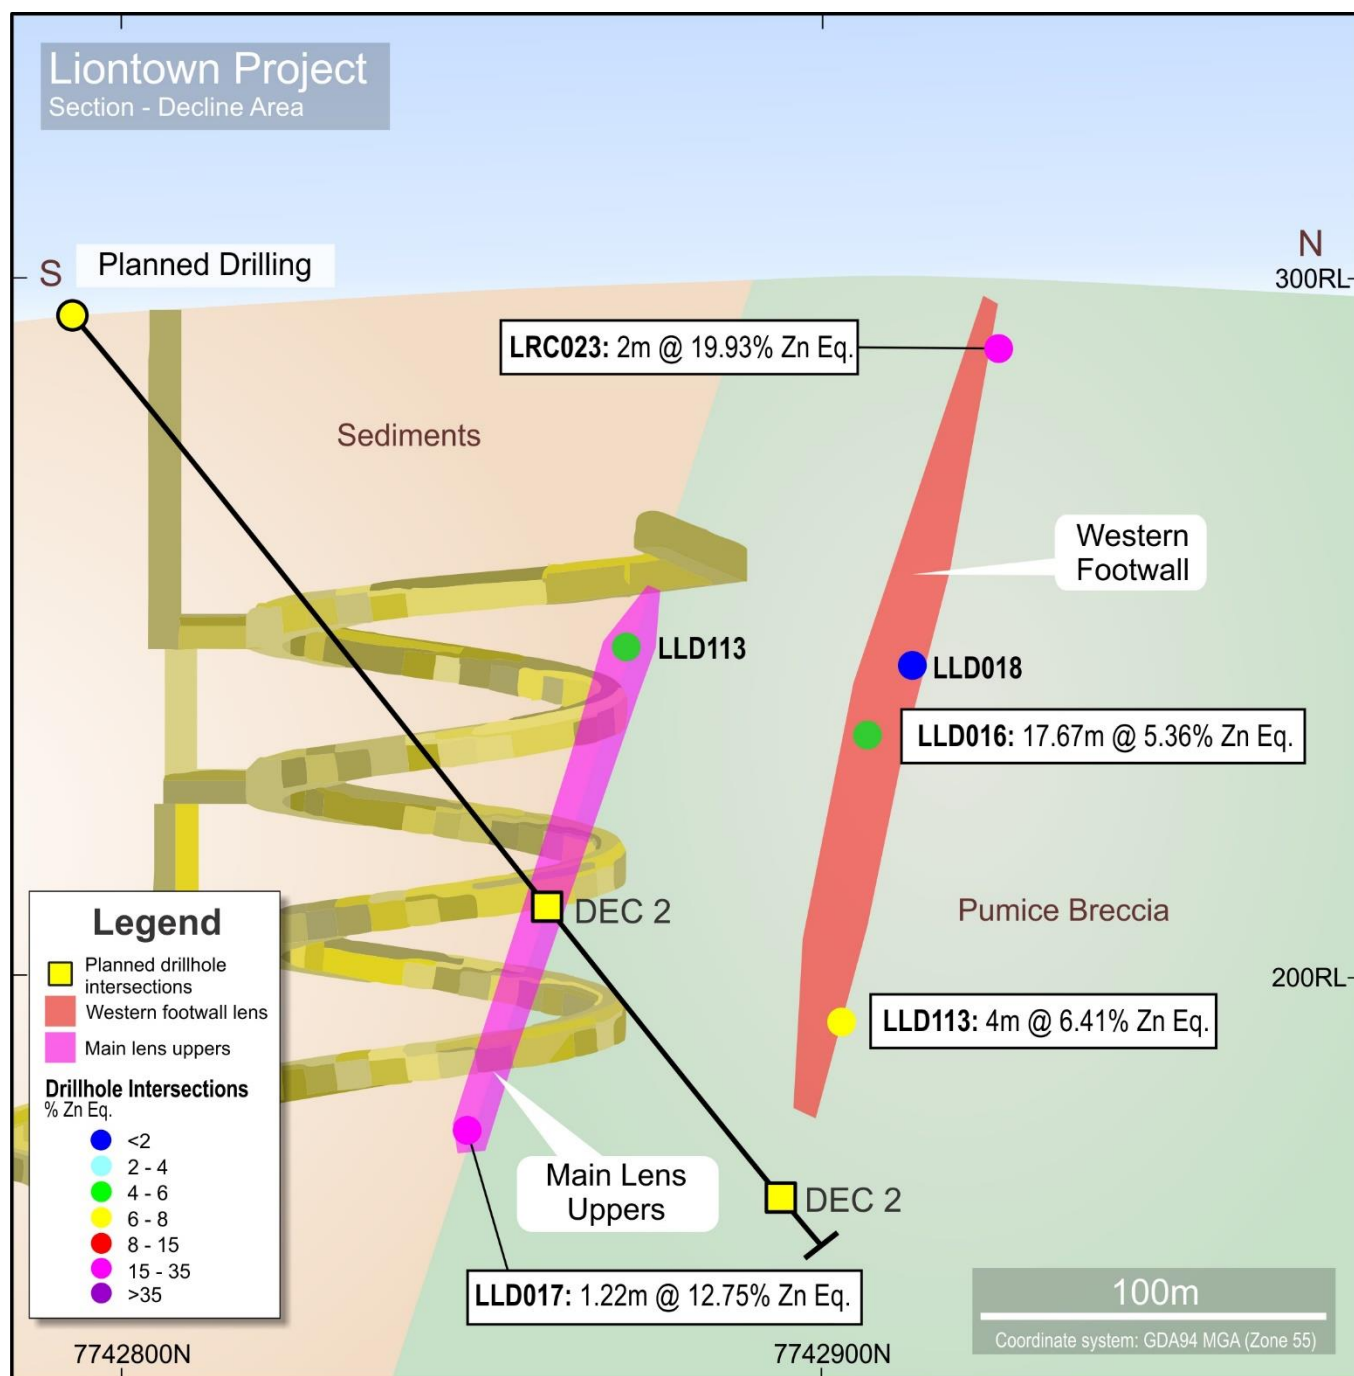 Liontown Project
Section - Decline Area
S
Planned Drilling
N
300RL
LRC023: 2m @ 19.93% Zn Eq.
Sediments
Western
Footwall
LLD113
LLD018
LLD016: 17.67m @ 5.36% Zn Eq.
DEC 2
Pumice Breccia
200RL
LLD113: 4m @ 6.41% Zn Eq.
Main Lens
Uppers
DEC 2
LLD017: 1.22m @ 12.75% Zn Eq.
Legend
Planned drillhole
intersections
Western footwall lens
Main lens uppers
Drillhole Intersections
% Zn Eq.
<2
2 - 4
4 - 6
6 - 8
8 - 15
15 - 35
>35
100m
Coordinate system: GDA94 MGA (Zone 55)
7742800N
7742900N